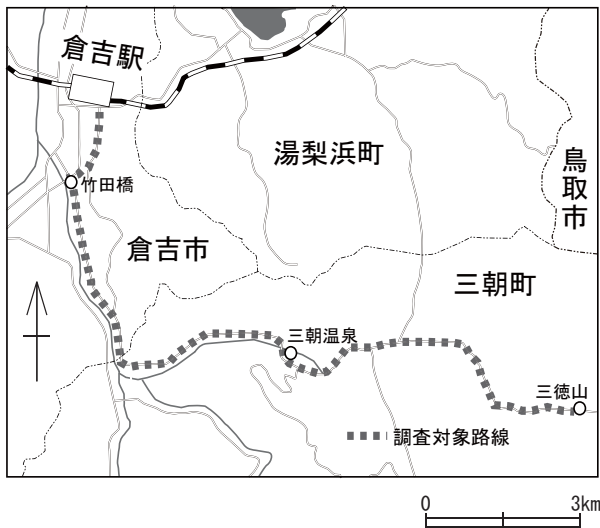 倉吉駅
湯梨浜町
鳥取市
竹田橋
倉吉市
三朝町
三朝温泉
三徳山
調査対象路線
0 3km